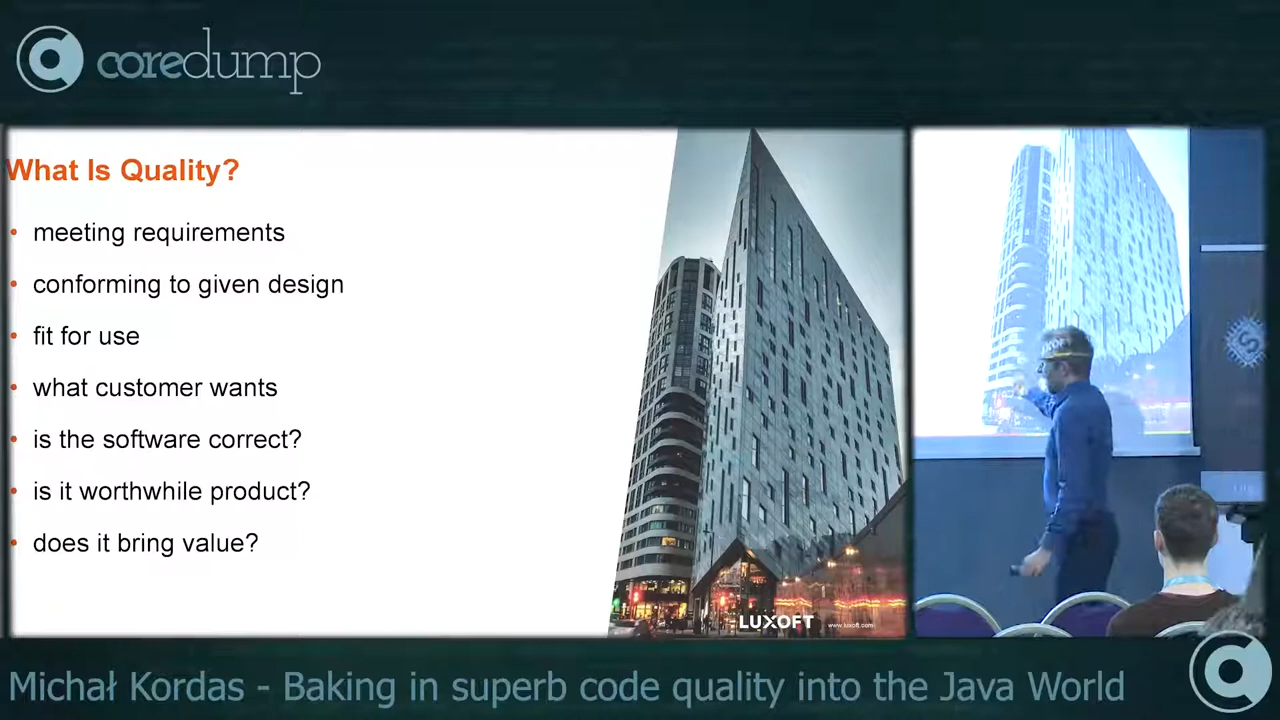 coredump
What Is Quality?
• meeting requirements
• conforming to given design
• fit for use
• what customer wants
• is the software correct?
• is it worthwhile product?
• does it bring value?
LUXOFT www.luxoft.com
Michał Kordas - Baking in superb code quality into the Java World